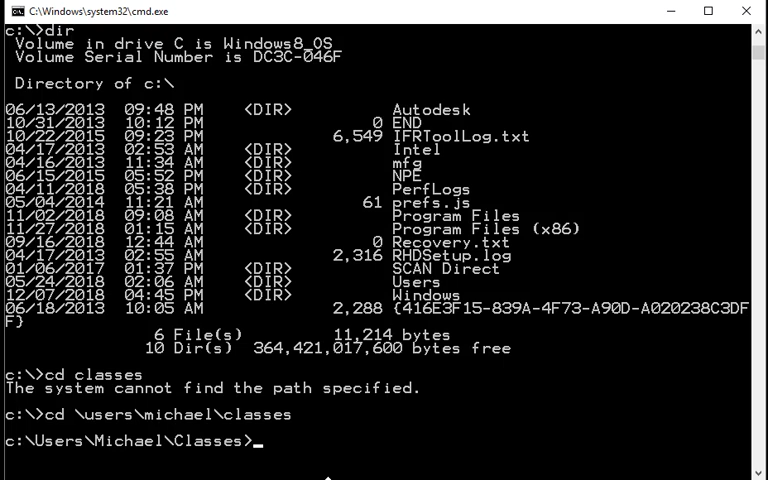 C:\Windows\system32\cmd.exe
c:\>dir
Volume in drive C is Windows8_OS
Volume Serial Number is DC3C-046F
Directory of c:\
06/13/2013 09:48 PM <DIR> Autodesk
10/31/2013 10:12 PM 0 END
10/22/2015 09:23 PM 6,549 IFRToolLog.txt
04/17/2013 02:53 AM <DIR> Intel
04/16/2013 11:34 AM <DIR> mfg
06/15/2015 05:52 PM <DIR> NPE
04/11/2018 05:38 PM <DIR> PerfLogs
05/04/2014 11:21 AM 61 prefs.js
11/02/2018 09:08 AM <DIR> Program Files
11/27/2018 01:15 AM <DIR> Program Files (x86)
09/16/2018 12:44 AM 0 Recovery.txt
04/17/2013 02:55 AM 2,316 RHDSetup.log
01/06/2017 01:37 PM <DIR> SCAN Direct
05/24/2018 02:06 AM <DIR> Users
12/07/2018 04:45 PM <DIR> Windows
06/18/2013 10:05 AM 2,288 {416E3F15-839A-4F73-A90D-A020238C3DF
F}
6 File(s) 11,214 bytes
10 Dir(s) 364,421,017,600 bytes free
c:\>cd classes
The system cannot find the path specified.
c:\>cd \users\michael\classes
c:\Users\Michael\Classes>_